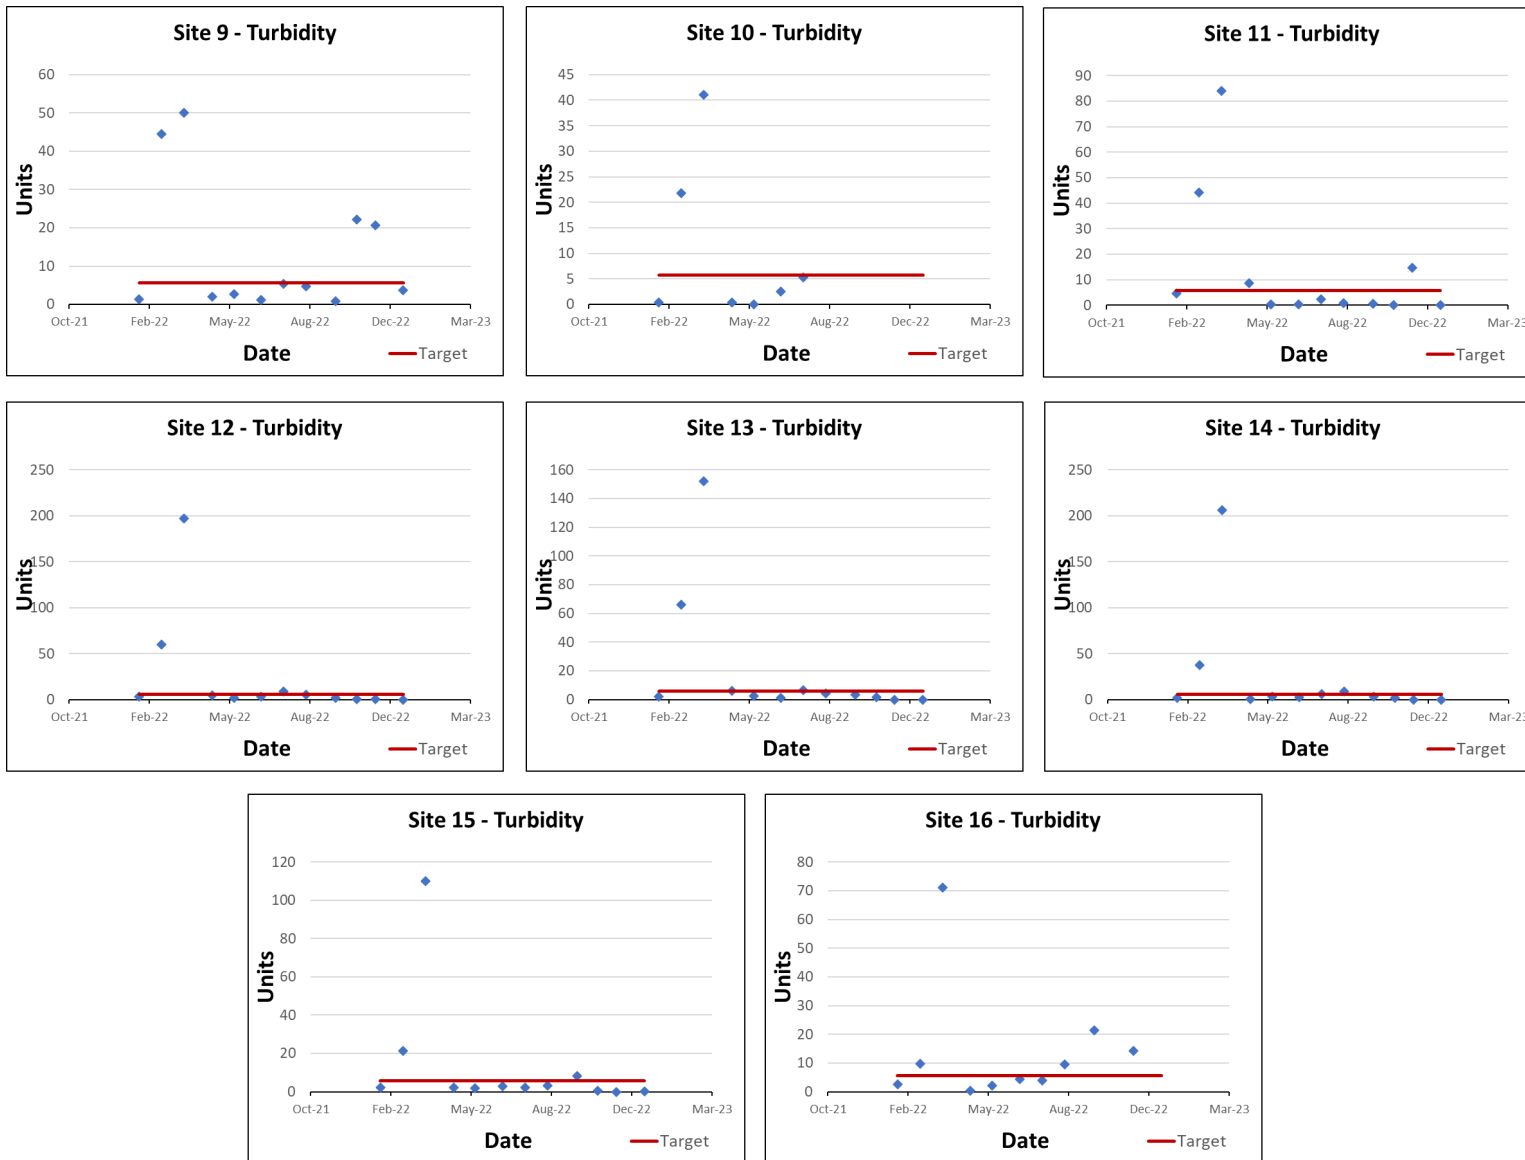 Site 9 - Turbidity
60
50
40
30
20
10
0
Units
Oct-21 Feb-22 May-22 Aug-22 Dec-22 Mar-23
Date
Target
Site 10 - Turbidity
45
40
35
30
25
20
15
10
5
0
Units
Oct-21 Feb-22 May-22 Aug-22 Dec-22 Mar-23
Date
Target
Site 11 - Turbidity
90
80
70
60
50
40
30
20
10
0
Units
Oct-21 Feb-22 May-22 Aug-22 Dec-22 Mar-23
Date
Target
Site 12 - Turbidity
250
200
150
100
50
0
Units
Oct-21 Feb-22 May-22 Aug-22 Dec-22 Mar-23
Date
Target
Site 13 - Turbidity
160
140
120
100
80
60
40
20
0
Units
Oct-21 Feb-22 May-22 Aug-22 Dec-22 Mar-23
Date
Target
Site 14 - Turbidity
250
200
150
100
50
0
Units
Oct-21 Feb-22 May-22 Aug-22 Dec-22 Mar-23
Date
Target
Site 15 - Turbidity
120
100
80
60
40
20
0
Units
Oct-21 Feb-22 May-22 Aug-22 Dec-22 Mar-23
Date
Target
Site 16 - Turbidity
80
70
60
50
40
30
20
10
0
Units
Oct-21 Feb-22 May-22 Aug-22 Dec-22 Mar-23
Date
Target